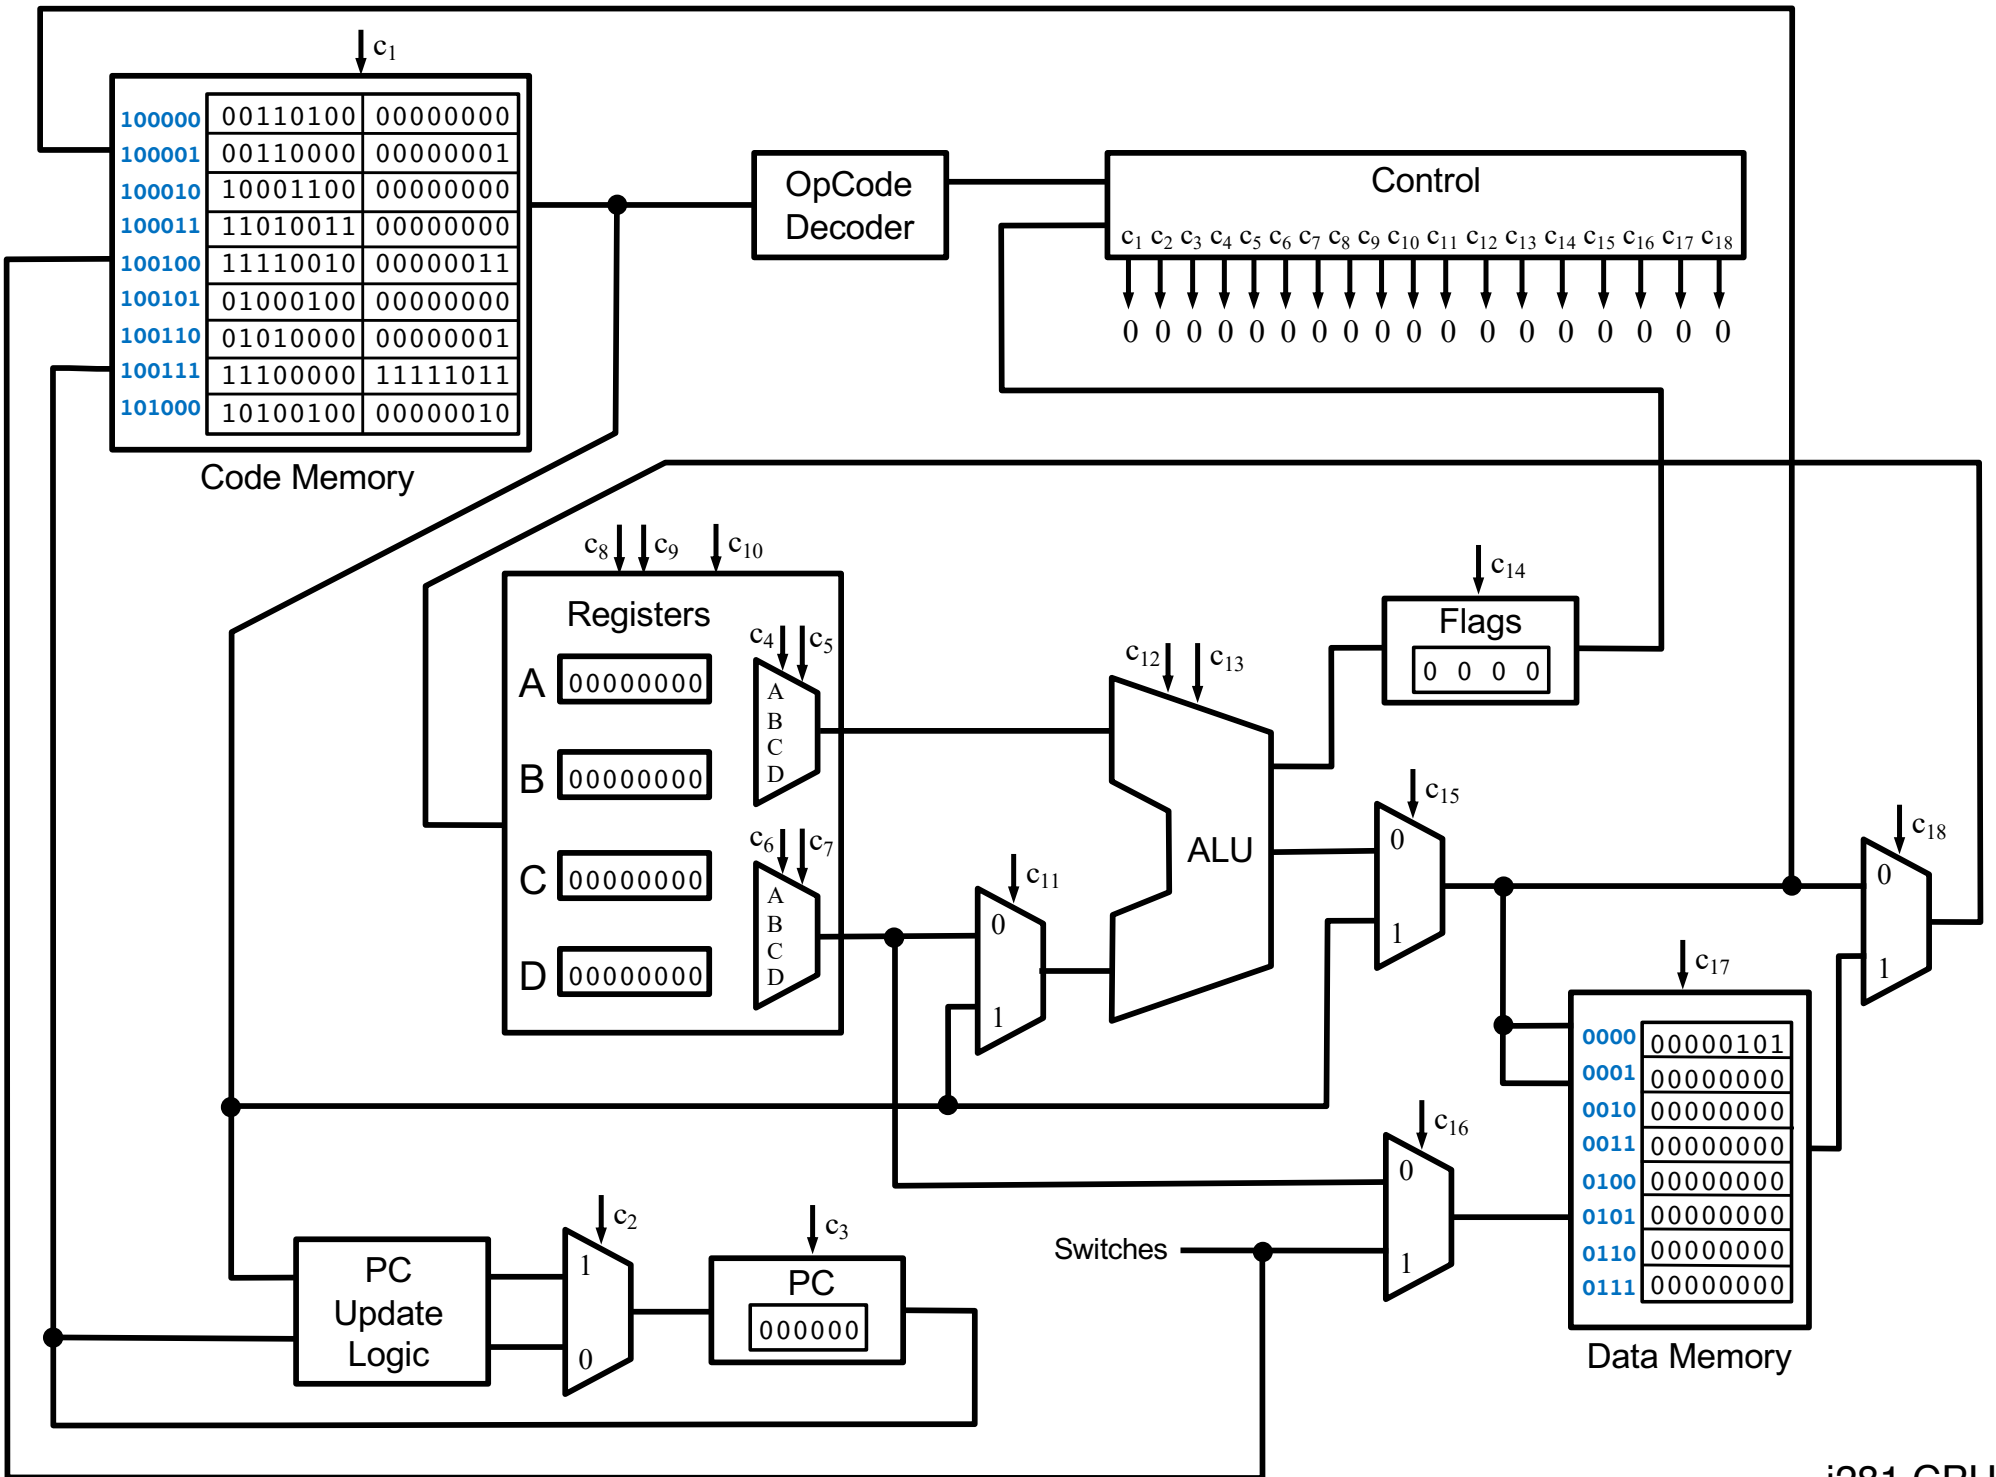 c1
100000 00110100 00000000
100001 00110000 00000001
100010 10001100 00000000
100011 11010011 00000000
100100 11110010 00000011
100101 01000100 00000000
100110 01010000 00000001
100111 11100000 11111011
101000 10100100 00000010
Code Memory
OpCode
Decoder
Control
c1 c2 c3 c4 c5 c6 c7 c8 c9 c10 c11 c12 c13 c14 c15 c16 c17 c18
0 0 0 0 0 0 0 0 0 0 0 0 0 0 0 0 0 0
c8 c9 c10
Registers
A 00000000
B 00000000
C 00000000
D 00000000
c4 c5
A
B
C
D
c6 c7
A
B
C
D
c11
0
1
c12 c13
ALU
c14
Flags
0 0 0 0
c15
0
1
c18
0
1
c17
0000 00000101
0001 00000000
0010 00000000
0011 00000000
0100 00000000
0101 00000000
0110 00000000
0111 00000000
Data Memory
c16
0
1
Switches
PC
Update
Logic
c2
1
0
c3
PC
000000